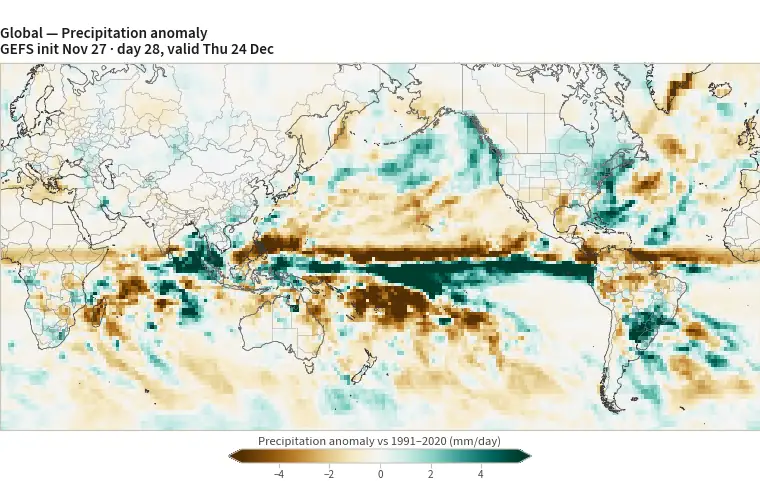 Global — Precipitation anomaly
GEFS init Nov 27 · day 28, valid Thu 24 Dec
Precipitation anomaly vs 1991–2020 (mm/day)
−4 −2 0 2 4